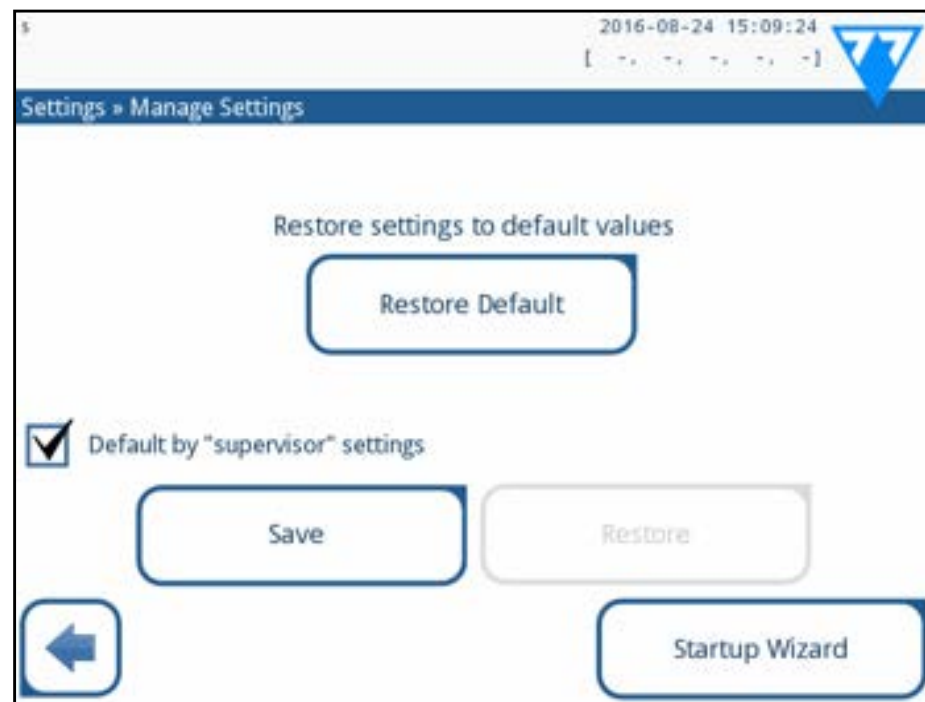 s
2016-08-24 15:09:24
[ -. -. -. -. -]
Settings » Manage Settings
Restore settings to default values
Restore Default
Default by "supervisor" settings
Save
Restore
Startup Wizard